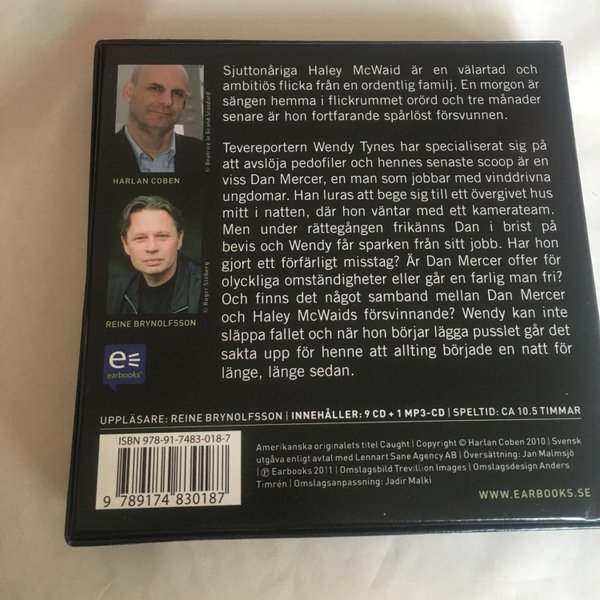 Sjuttonåriga Haley McWaid är en välartad och
ambitiös flicka från en ordentlig familj. En morgon är
sängen hemma i flickrummet orörd och tre månader
senare är hon fortfarande spårlöst försvunnen.
© Beatrice le Grand Standard
HARLAN COBEN
Tevereportern Wendy Tynes har specialiserat sig på
att avslöja pedofiler och hennes senaste scoop är en
viss Dan Mercer, en man som jobbar med vinddrivna
ungdomar. Han luras att bege sig till ett övergivet hus
mitt i natten, där hon väntar med ett kamerateam.
Men under rättegången frikänns Dan i brist på
bevis och Wendy får sparken från sitt jobb. Har hon
gjort ett förfärligt misstag? Är Dan Mercer offer för
olyckliga omständigheter eller går en farlig man fri?
Och finns det något samband mellan Dan Mercer
och Haley McWaids försvinnande? Wendy kan inte
släppa fallet och när hon börjar lägga pusslet går det
sakta upp för henne att allting började en natt för
länge, länge sedan.
REINE BRYNOLFSSON
e
earbooks
UPPLÄSARE: REINE BRYNOLFSSON | INNEHÅLLER: 9 CD + 1 MP3-CD | SPELTID: CA 10.5 TIMMAR
ISBN 978-91-7483-018-7
9 789174 830187
Amerikanska originalets titel Caught | Copyright © Harlan Coben 2010 | Svensk
utgåva enligt avtal med Lennart Sane Agency AB | Översättning: Jan Malmsjö
| ℗ Earbooks 2011 | Omslagsbild Trevillion Images | Omslagsdesign Anders
Timrén | Omslagsanpassning: Jadir Malki
WWW.EARBOOKS.SE